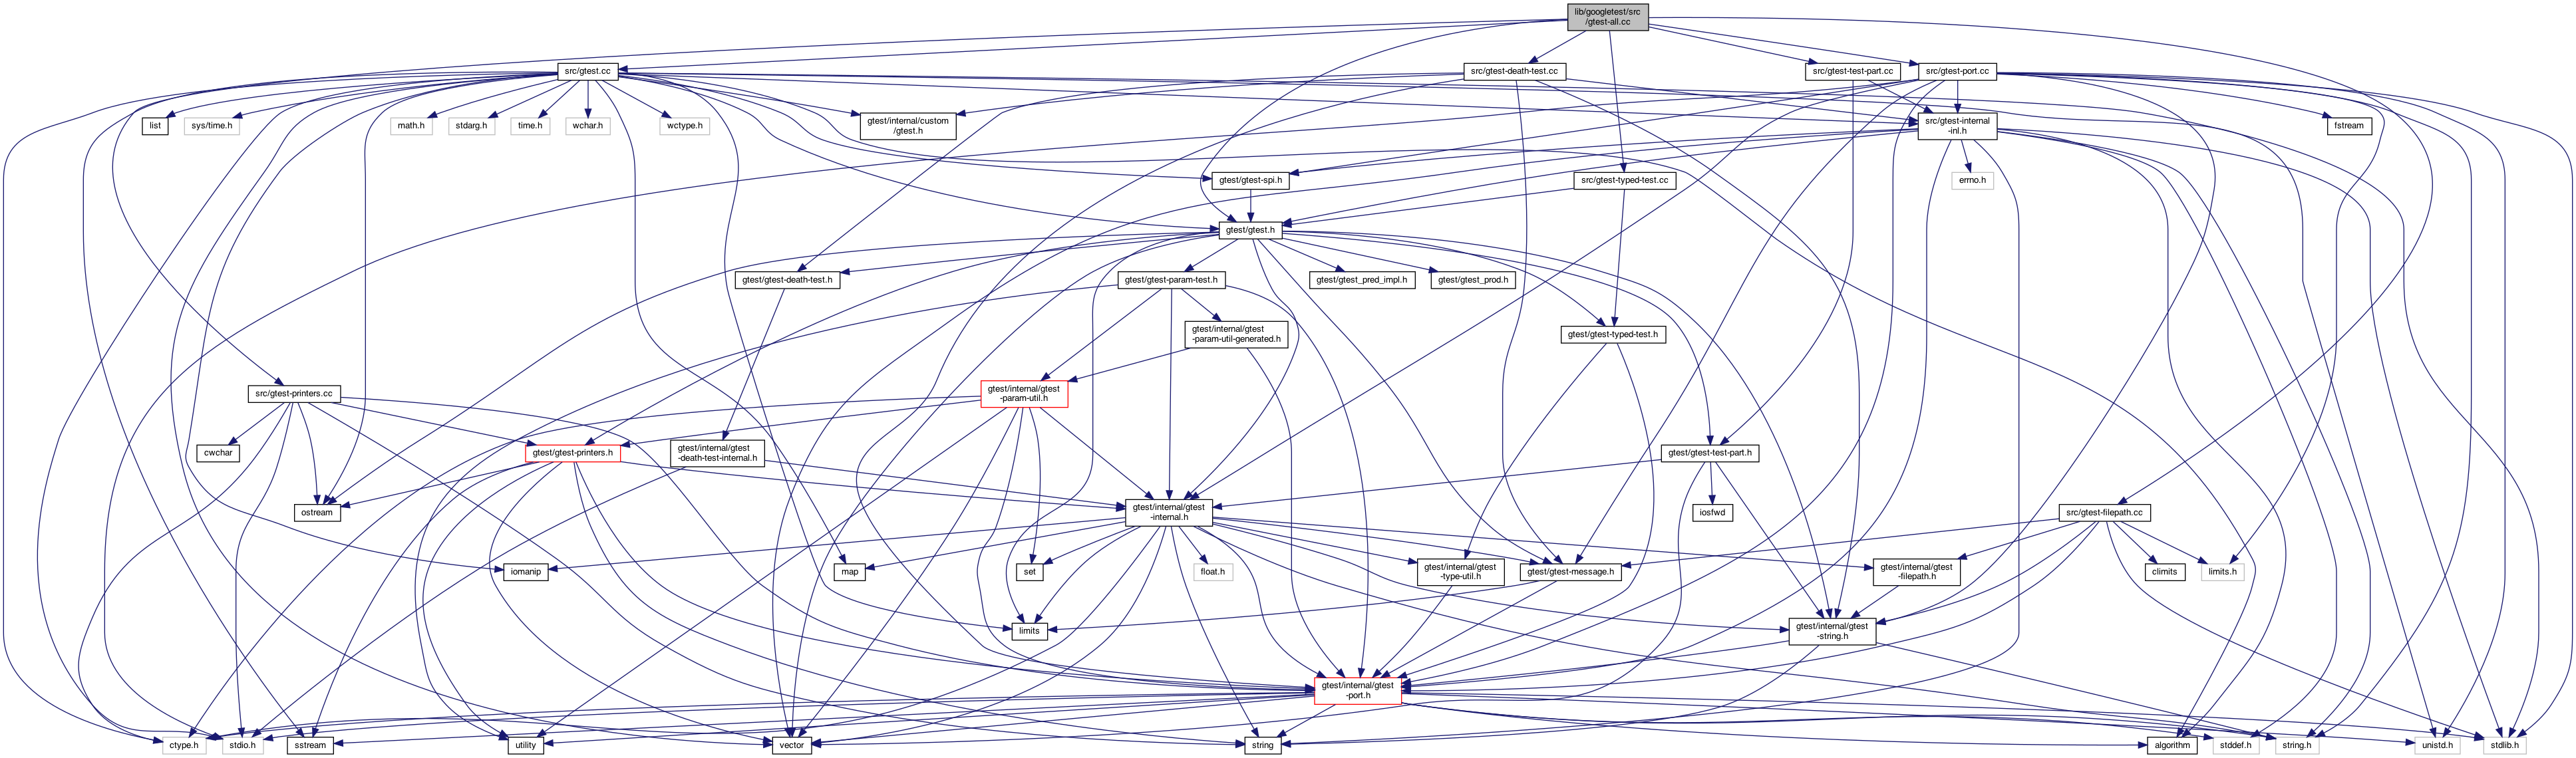 lib/googletest/src
/gtest-all.cc
src/gtest.cc
src/gtest-death-test.cc
src/gtest-test-part.cc
src/gtest-port.cc
list
sys/time.h
math.h
stdarg.h
time.h
wchar.h
wctype.h
gtest/internal/custom
/gtest.h
src/gtest-internal
-inl.h
fstream
gtest/gtest-spi.h
src/gtest-typed-test.cc
errno.h
gtest/gtest.h
gtest/gtest-death-test.h
gtest/gtest-param-test.h
gtest/gtest_pred_impl.h
gtest/gtest_prod.h
gtest/internal/gtest
-param-util-generated.h
gtest/gtest-typed-test.h
src/gtest-printers.cc
gtest/internal/gtest
-param-util.h
cwchar
gtest/gtest-printers.h
gtest/internal/gtest
-death-test-internal.h
gtest/gtest-test-part.h
ostream
gtest/internal/gtest
-internal.h
iosfwd
src/gtest-filepath.cc
iomanip
map
set
float.h
gtest/internal/gtest
-type-util.h
gtest/gtest-message.h
gtest/internal/gtest
-filepath.h
climits
limits.h
limits
gtest/internal/gtest
-string.h
gtest/internal/gtest
-port.h
ctype.h
stdio.h
sstream
utility
vector
string
algorithm
stddef.h
string.h
unistd.h
stdlib.h